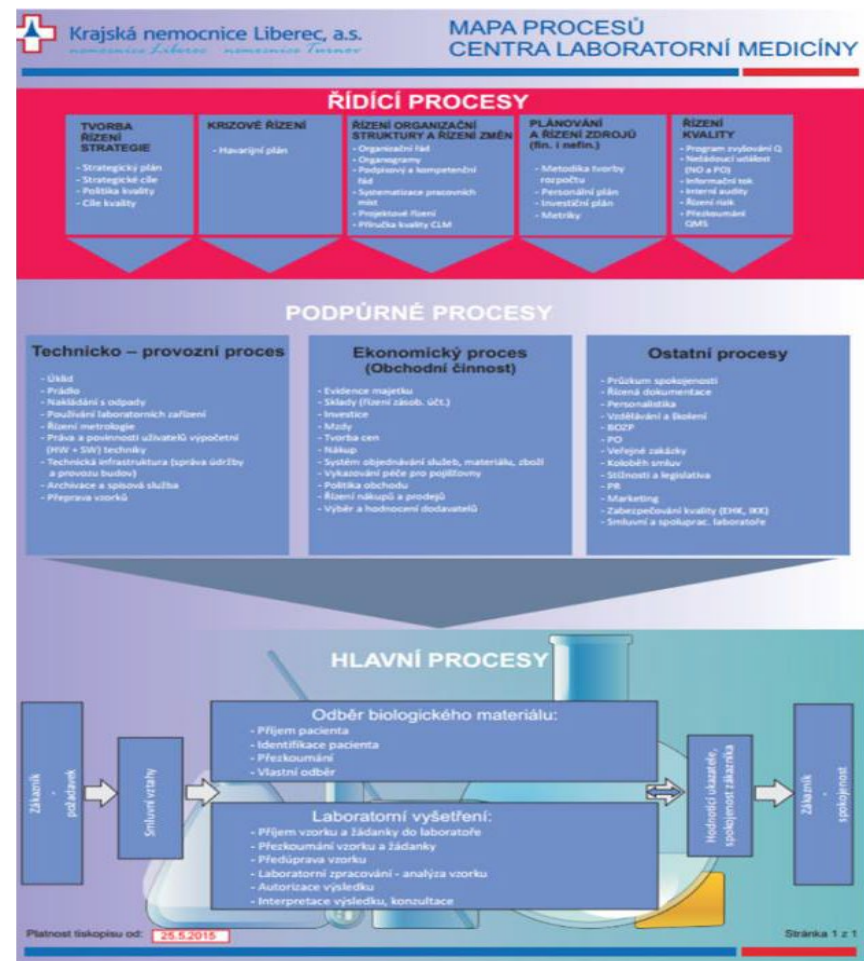 Krajská nemocnice Liberec, a.s.
nemocnice Liberec nemocnice Turnov
MAPA PROCESŮ
CENTRA LABORATORNÍ MEDICÍNY
ŘÍDÍCÍ PROCESY
TVORBA
ŘÍZENÍ
STRATEGIE
- Strategický plán
- Strategické cíle
- Politika kvality
- Cíle kvality
KRIZOVÉ ŘÍZENÍ
- Havarijní plán
ŘÍZENÍ ORGANIZAČNÍ
STRUKTURY A ŘÍZENÍ ZMĚN
- Organizační řád
- Organogramy
- Podpisový a kompetenční
řád
- Systematizace pracovních
míst
- Projektové řízení
- Příručka kvality CLM
PLÁNOVÁNÍ
A ŘÍZENÍ ZDROJŮ
(fin. i nefin.)
- Metodika tvorby
rozpočtu
- Personální plán
- Investiční plán
- Metriky
ŘÍZENÍ
KVALITY
- Program zvyšování Q
- Nežádoucí událost
(NO a PO)
- Informační tok
- Interní audity
- Řízení rizik
- Přezkoumání
QMS
PODPŮRNÉ PROCESY
Technicko – provozní proces
- Úklid
- Prádlo
- Nakládání s odpady
- Používání laboratorních zařízení
- Řízení metrologie
- Práva a povinnosti uživatelů výpočetní
(HW + SW) techniky
- Technická infrastruktura (správa údržby
a provozu budov)
- Archivace a spisová služba
- Přeprava vzorků
Ekonomický proces
(Obchodní činnost)
- Evidence majetku
- Sklady (řízení zásob. účt.)
- Investice
- Mzdy
- Tvorba cen
- Nákup
- Systém objednávání služeb, materiálu, zboží
- Vykazování péče pro pojišťovny
- Politika obchodu
- Řízení nákupů a prodejů
- Výběr a hodnocení dodavatelů
Ostatní procesy
- Průzkum spokojenosti
- Řízená dokumentace
- Personalistika
- Vzdělávání a školení
- BOZP
- PO
- Veřejné zakázky
- Koloběh smluv
- Stížnosti a legislativa
- PR
- Marketing
- Zabezpečování kvality (EHK, IKK)
- Smluvní a spoluprac. laboratoře
HLAVNÍ PROCESY
Zákazník
-
požadavek
Smluvní vztahy
Odběr biologického materiálu:
- Příjem pacienta
- Identifikace pacienta
- Přezkoumání
- Vlastní odběr
Laboratorní vyšetření:
- Příjem vzorku a žádanky do laboratoře
- Přezkoumání vzorku a žádanky
- Předúprava vzorku
- Laboratorní zpracování - analýza vzorku
- Autorizace výsledku
- Interpretace výsledku, konzultace
Hodnotící ukazatele,
spokojenost zákazníka
Zákazník
-
spokojenost
Platnost tiskopisu od: 25.5.2015
Stránka 1 z 1